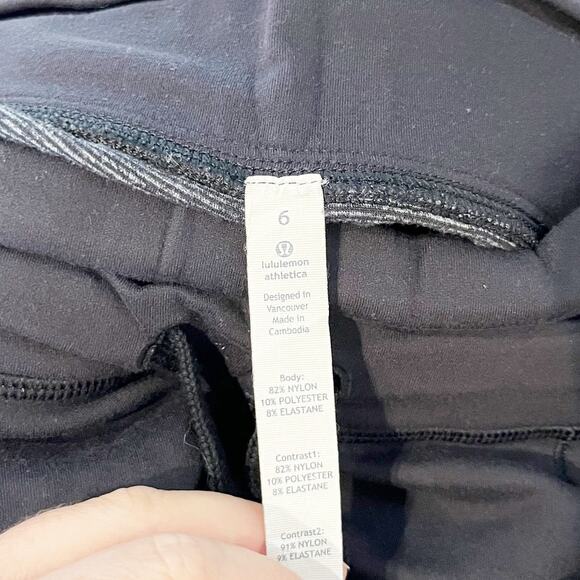 6
lululemon
athletica
Designed in
Vancouver
Made in
Cambodia
Body:
82% NYLON
10% POLYESTER
8% ELASTANE
Contrast1:
82% NYLON
10% POLYESTER
8% ELASTANE
Contrast2:
91% NYLON
9% ELASTANE